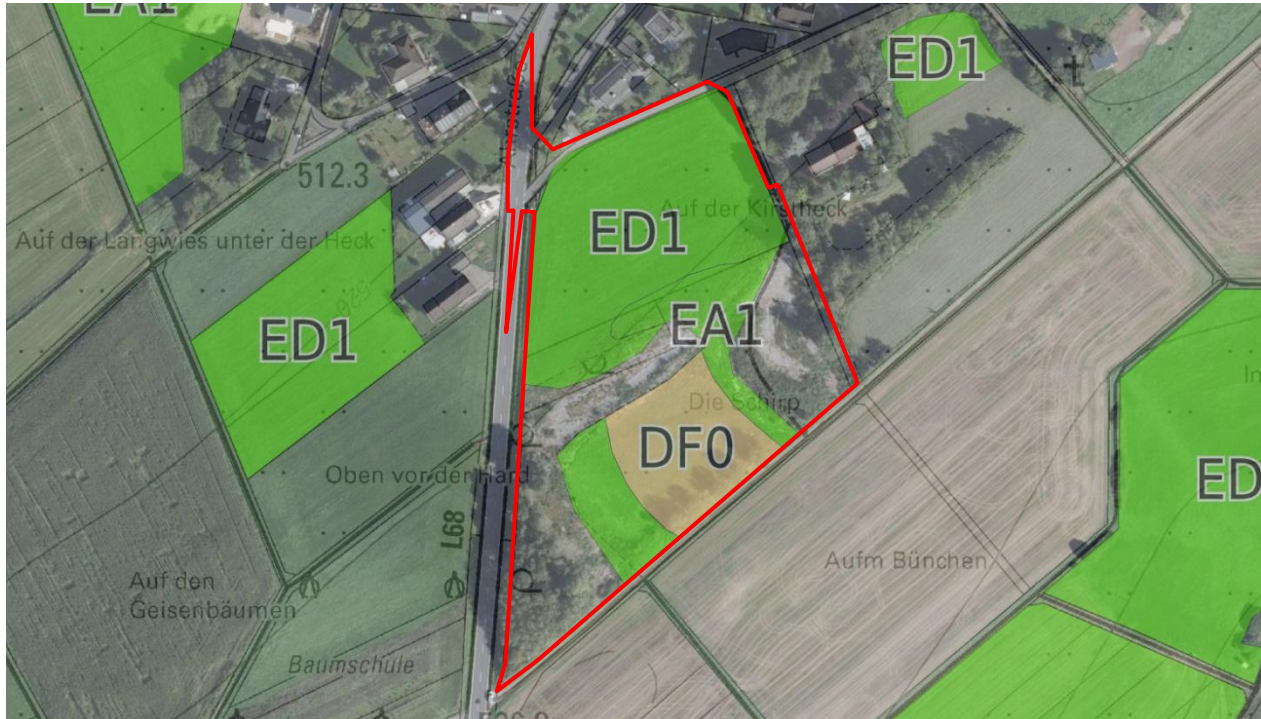 EA1
ED1
512.3
Auf der Kirstheck
ED1
Auf der Langwies unter der Heck
ED1
EA1
Die Schirp
DF0
Oben vor der Hard
ED
L68
Aufm Bünchen
Auf den
Geisenbäumen
Baumschule